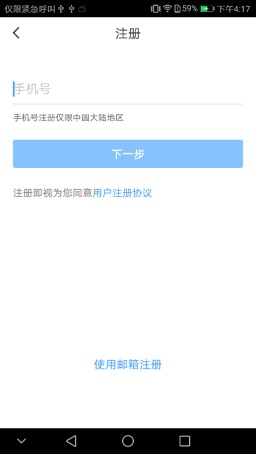 仅限紧急呼叫 59% 下午4:17
注册
手机号
手机号注册仅限中国大陆地区
下一步
注册即视为您同意用户注册协议
使用邮箱注册